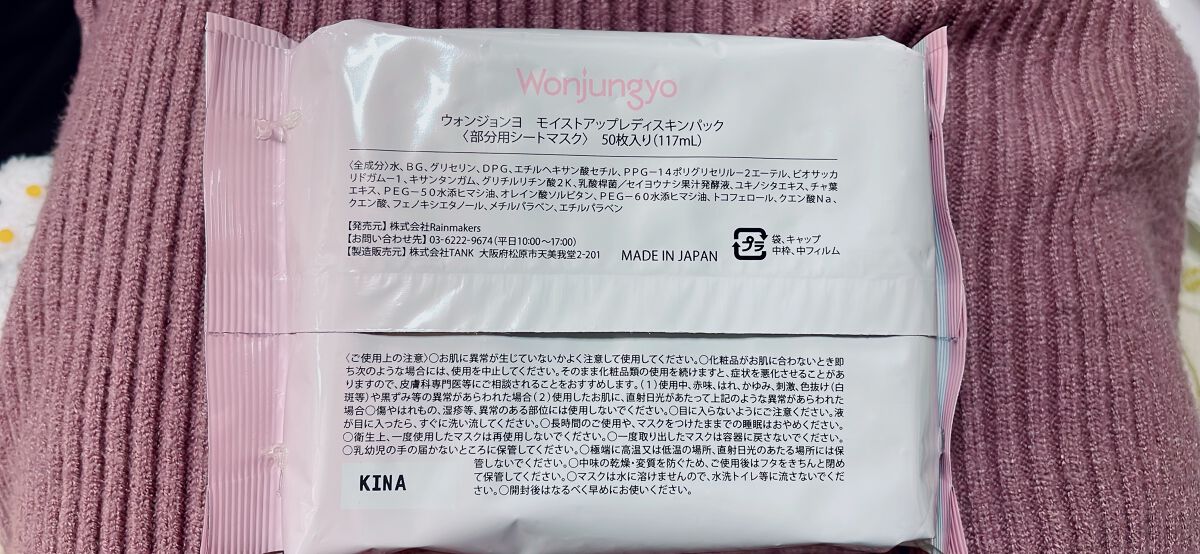 Wonjungyo
ウォンジョンヨ モイストアップレディスキンパック
〈部分用シートマスク〉 50枚入り(117mL)
〈全成分〉水、BG、グリセリン、DPG、エチルヘキサン酸セチル、PPG-14ポリグリセリル-2エーテル、ビオサッカ
リドガム-1、キサンタンガム、グリチルリチン酸2K、乳酸桿菌/セイヨウナシ果汁発酵液、ユキノシタエキス、チャ葉
エキス、PEG-50水添ヒマシ油、オレイン酸ソルビタン、PEG-60水添ヒマシ油、トコフェロール、クエン酸Na、
クエン酸、フェノキシエタノール、メチルパラベン、エチルパラベン
【発売元】株式会社Rainmakers
【お問い合わせ先】03-6222-9674(平日10:00~17:00)
【製造販売元】株式会社TANK 大阪府松原市天美我堂2-201 MADE IN JAPAN
プラ
袋、キャップ
中枠、中フィルム
〈ご使用上の注意〉○お肌に異常が生じていないかよく注意して使用してください。○化粧品がお肌に合わないとき即
ち次のような場合には、使用を中止してください。そのまま化粧品類の使用を続けますと、症状を悪化させることがあ
りますので、皮膚科専門医等にご相談されることをおすすめします。(1)使用中、赤味、はれ、かゆみ、刺激、色抜け(白
斑等)や黒ずみ等の異常があらわれた場合(2)使用したお肌に、直射日光があたって上記のような異常があらわれた
場合○傷やはれもの、湿疹等、異常のある部位には使用しないでください。○目に入らないようにご注意ください。液
が目に入ったら、すぐに洗い流してください。○長時間のご使用や、マスクをつけたままでの睡眠はおやめください。
○衛生上、一度使用したマスクは再使用しないでください。○一度取り出したマスクは容器に戻さないでください。
○乳幼児の手の届かないところに保管してください。○極端に高温又は低温の場所、直射日光のあたる場所には保
管しないでください。○中味の乾燥・変質を防ぐため、ご使用後はフタをきちんと閉め
て保管してください。○マスクは水に溶けませんので、水洗トイレ等に流さないでくだ
さい。○開封後はなるべく早めにお使いください。
KINA